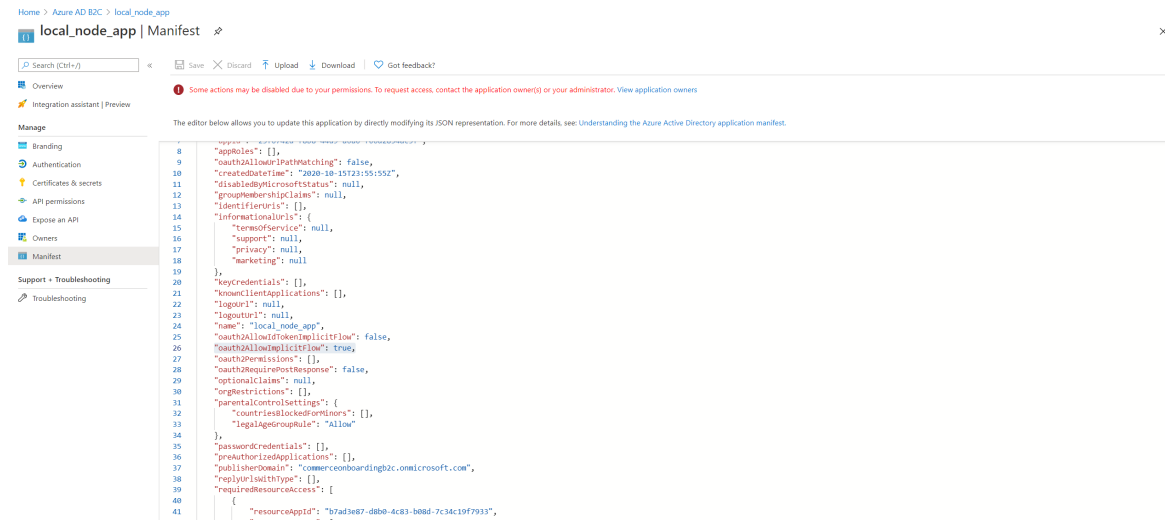 Home > Azure AD B2C > local_node_app
local_node_app | Manifest
Search (Ctrl+/)
«
Save
Discard
Upload
Download
Got feedback?
Overview
Some actions may be disabled due to your permissions. To request access, contact the application owner(s) or your administrator. View application owners
Integration assistant | Preview
Manage
The editor below allows you to update this application by directly modifying its JSON representation. For more details, see: Understanding the Azure Active Directory application manifest.
Branding
Authentication
Certificates & secrets
API permissions
Expose an API
Owners
Manifest
Support + Troubleshooting
Troubleshooting
8 "appRoles": [],
9 "oauth2AllowUrlPathMatching": false,
10 "createdDateTime": "2020-10-15T23:55:55Z",
11 "disabledByMicrosoftStatus": null,
12 "groupMembershipClaims": null,
13 "identifierUris": [],
14 "informationalUrls": {
15 "termsOfService": null,
16 "support": null,
17 "privacy": null,
18 "marketing": null
19 },
20 "keyCredentials": [],
21 "knownClientApplications": [],
22 "logoUrl": null,
23 "logoutUrl": null,
24 "name": "local_node_app",
25 "oauth2AllowIdTokenImplicitFlow": false,
26 "oauth2AllowImplicitFlow": true,
27 "oauth2Permissions": [],
28 "oauth2RequirePostResponse": false,
29 "optionalClaims": null,
30 "orgRestrictions": [],
31 "parentalControlSettings": {
32 "countriesBlockedForMinors": [],
33 "legalAgeGroupRule": "Allow"
34 },
35 "passwordCredentials": [],
36 "preAuthorizedApplications": [],
37 "publisherDomain": "commerceonboardingb2c.onmicrosoft.com",
38 "replyUrlsWithType": [],
39 "requiredResourceAccess": [
40 {
41 "resourceAppId": "b7ad3e87-d8b0-4c83-b08d-7c34c19f7933",